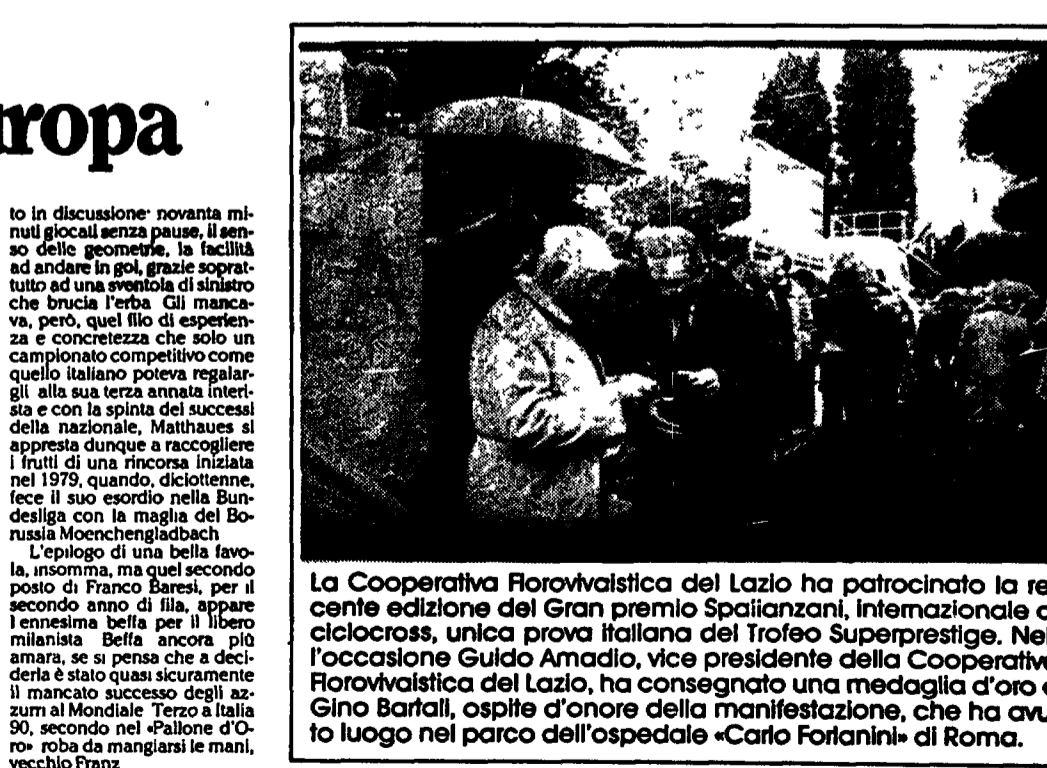 ropa
to in discussione· novanta mi-
nuti giocati senza pause, il sen-
so delle geometrie, la facilità
ad andare in gol, grazie soprat-
tutto ad una sventola di sinistro
che brucia l'erba Gli manca-
va, però, quel filo di esperien-
za e concretezza che solo un
campionato competitivo come
quello italiano poteva regalar-
gli alla sua terza annata interi-
sta e con la spinta dei successi
della nazionale, Matthaues si
appresta dunque a raccogliere
i frutti di una rincorsa iniziata
nel 1979, quando, diciottenne,
fece il suo esordio nella Bun-
desliga con la maglia del Bo-
russia Moenchengladbach
L'epilogo di una bella favo-
la, insomma, ma quel secondo
posto di Franco Baresi, per il
secondo anno di fila, appare
l ennesima beffa per il libero
milanista Beffa ancora più
amara, se si pensa che a deci-
derla è stato quasi sicuramente
il mancato successo degli az-
zurri al Mondiale Terzo a Italia
90, secondo nel «Pallone d'O-
ro» roba da mangiarsi le mani,
vecchio Franz
La Cooperativa Florovivaistica del Lazio ha patrocinato la re
cente edizione del Gran premio Spallanzani, internazionale d
ciclocross, unica prova italiana del Trofeo Superprestige. Nel
l'occasione Guido Amadio, vice presidente della Cooperativa
Florovivaistica del Lazio, ha consegnato una medaglia d'oro a
Gino Bartali, ospite d'onore della manifestazione, che ha avu
to luogo nel parco dell'ospedale «Carlo Forlanini» di Roma.